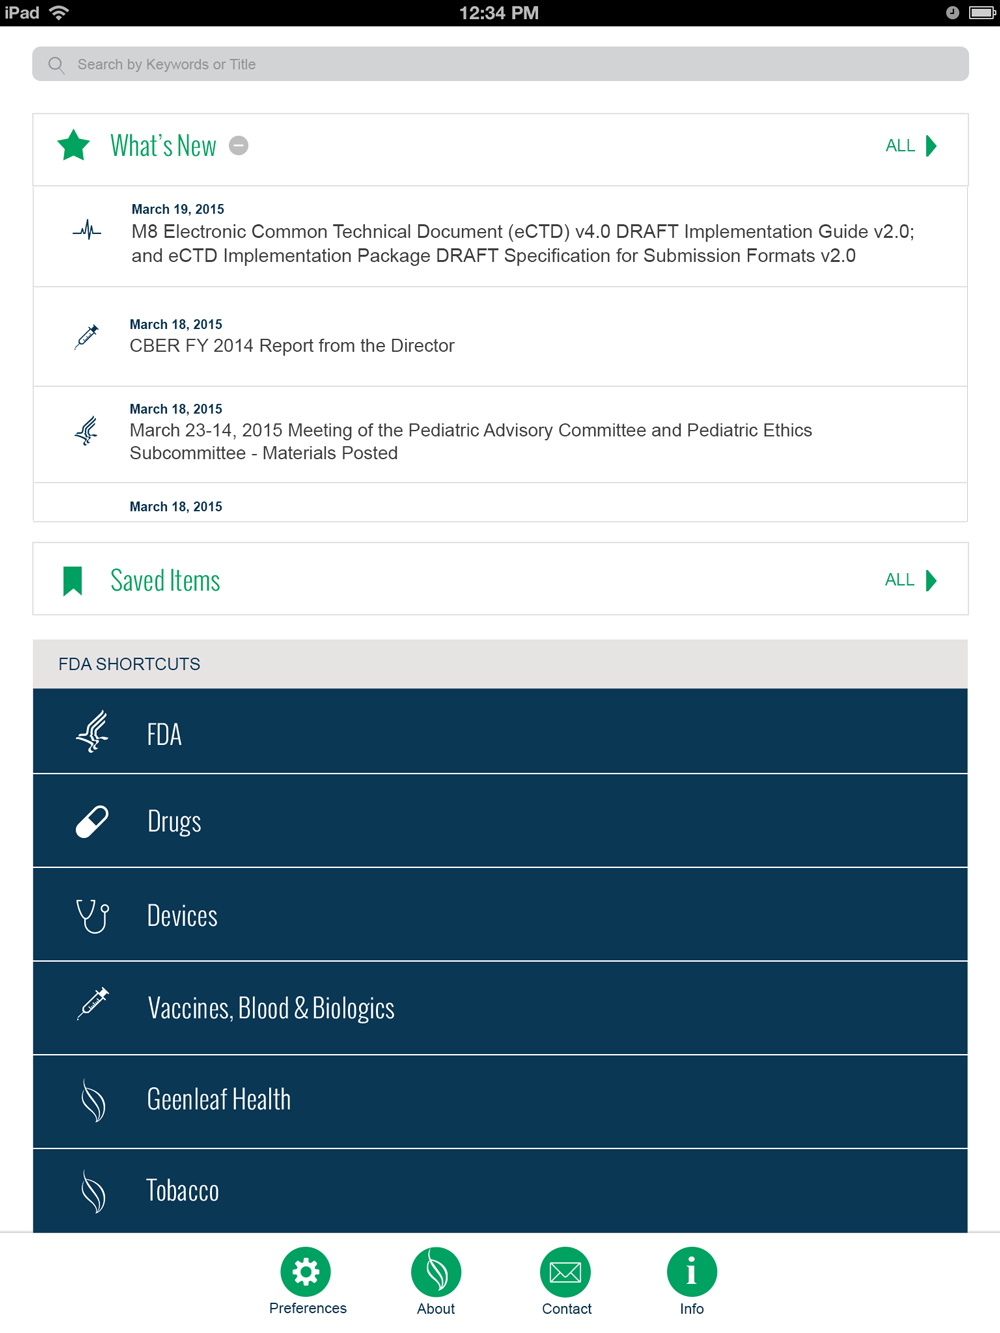 iPad
12:34 PM
Search by Keywords or Title
What's New
ALL
March 19, 2015
M8 Electronic Common Technical Document (eCTD) v4.0 DRAFT Implementation Guide v2.0;
and eCTD Implementation Package DRAFT Specification for Submission Formats v2.0
March 18, 2015
CBER FY 2014 Report from the Director
March 18, 2015
March 23-14, 2015 Meeting of the Pediatric Advisory Committee and Pediatric Ethics
Subcommittee - Materials Posted
March 18, 2015
Saved Items
ALL
FDA SHORTCUTS
FDA
Drugs
Devices
Vaccines, Blood & Biologics
Geenleaf Health
Tobacco
Preferences
About
Contact
Info